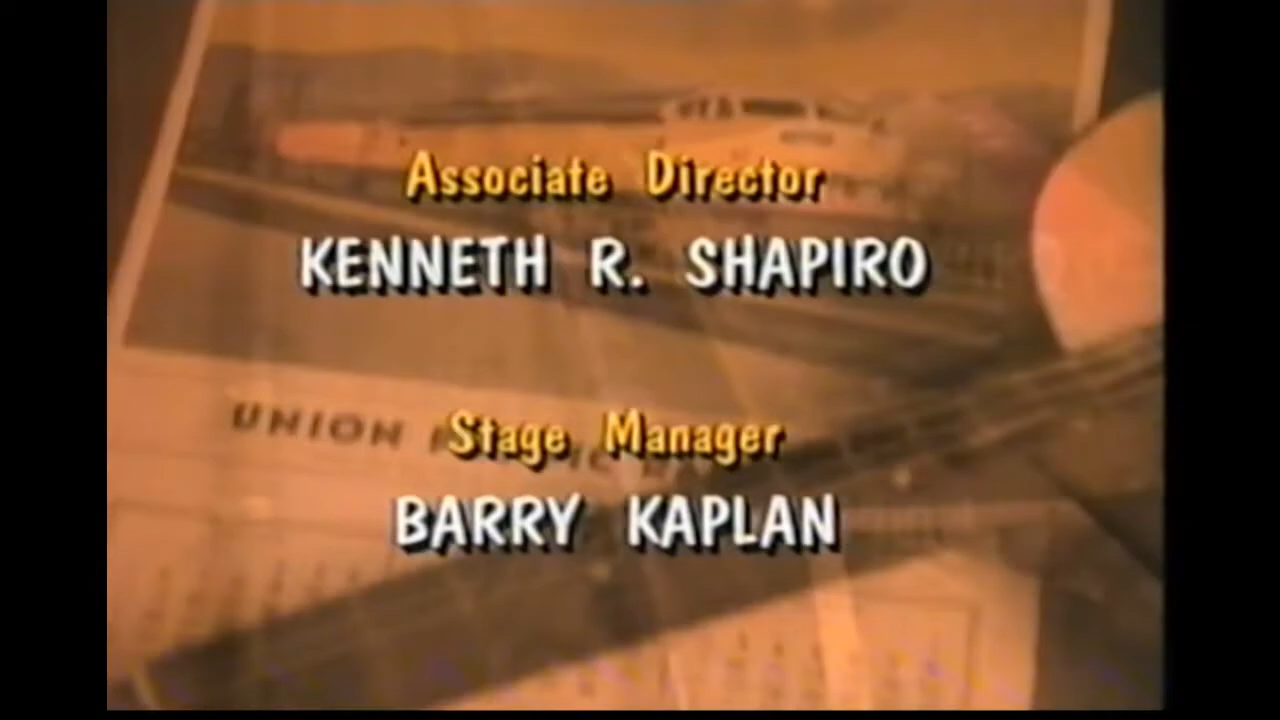 Associate Director
KENNETH R. SHAPIRO
UNION
Stage Manager
BARRY KAPLAN